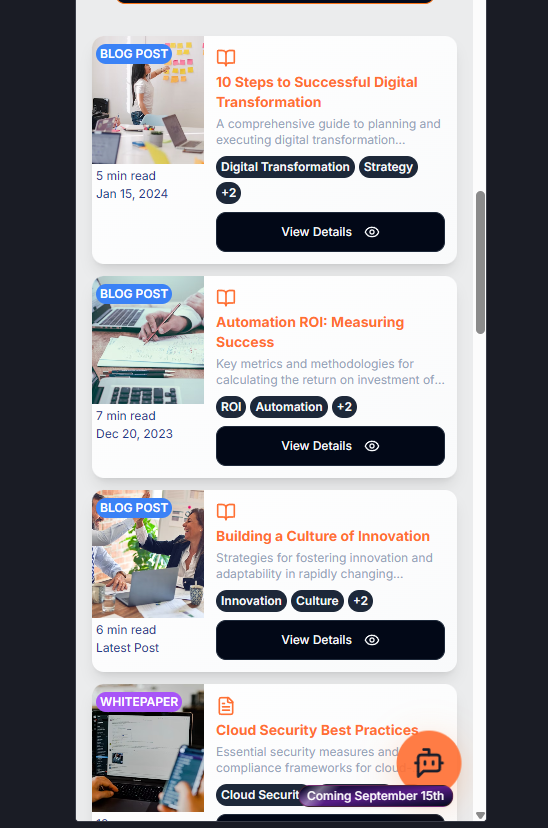 BLOG POST
5 min read
Jan 15, 2024
10 Steps to Successful Digital
Transformation
A comprehensive guide to planning and
executing digital transformation...
Digital Transformation
Strategy
+2
View Details
BLOG POST
7 min read
Dec 20, 2023
Automation ROI: Measuring
Success
Key metrics and methodologies for
calculating the return on investment of...
ROI
Automation
+2
View Details
BLOG POST
6 min read
Latest Post
Building a Culture of Innovation
Strategies for fostering innovation and
adaptability in rapidly changing...
Innovation
Culture
+2
View Details
WHITEPAPER
Cloud Security Best Practices
Essential security measures and
compliance frameworks for
Cloud
Coming September 15th